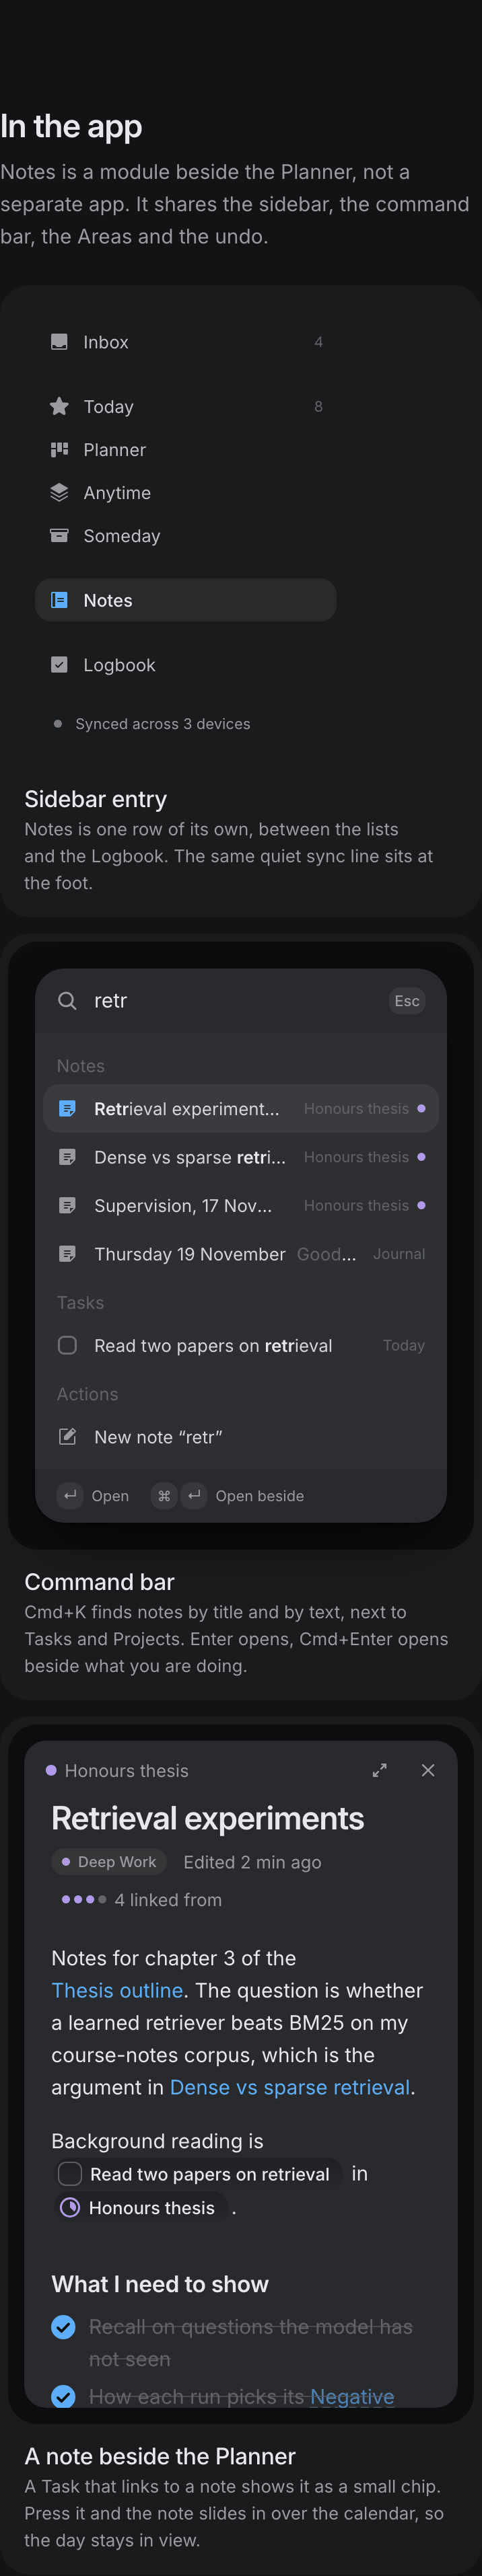 In the app
Notes is a module beside the Planner, not a
separate app. It shares the sidebar, the command
bar, the Areas and the undo.
Inbox 4
Today 8
Planner
Anytime
Someday
Notes
Logbook
Synced across 3 devices
Sidebar entry
Notes is one row of its own, between the lists
and the Logbook. The same quiet sync line sits at
the foot.
retr Esc
Notes
Retrieval experiment… Honours thesis
Dense vs sparse retri… Honours thesis
Supervision, 17 Nov… Honours thesis
Thursday 19 November Good… Journal
Tasks
Read two papers on retrieval Today
Actions
New note “retr”
↵ Open ⌘ ↵ Open beside
Command bar
Cmd+K finds notes by title and by text, next to
Tasks and Projects. Enter opens, Cmd+Enter opens
beside what you are doing.
Honours thesis
Retrieval experiments
Deep Work Edited 2 min ago
4 linked from
Notes for chapter 3 of the
Thesis outline. The question is whether
a learned retriever beats BM25 on my
course-notes corpus, which is the
argument in Dense vs sparse retrieval.
Background reading is
Read two papers on retrieval in
Honours thesis .
What I need to show
Recall on questions the model has
not seen
How each run picks its Negative
A note beside the Planner
A Task that links to a note shows it as a small chip.
Press it and the note slides in over the calendar, so
the day stays in view.